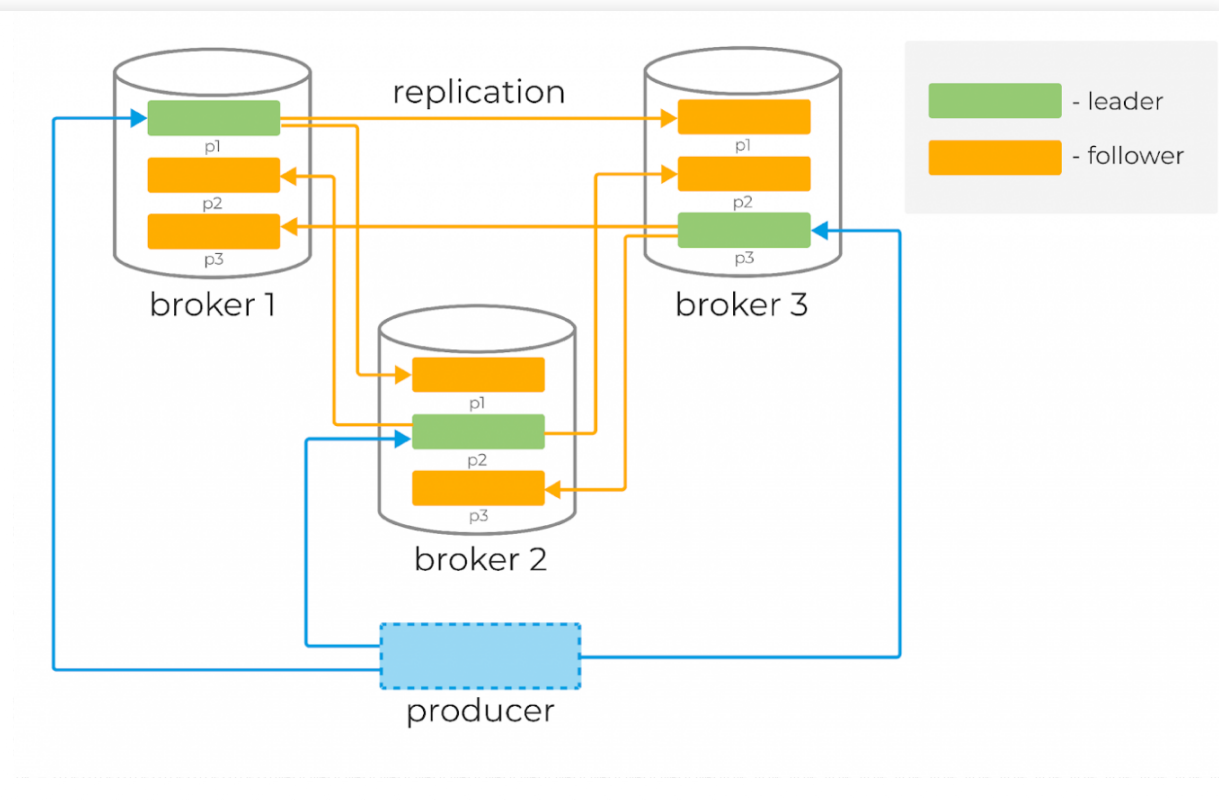 replication
p1
p2
p3
broker 1
p1
p2
p3
broker 3
- leader
- follower
p1
p2
p3
broker 2
producer